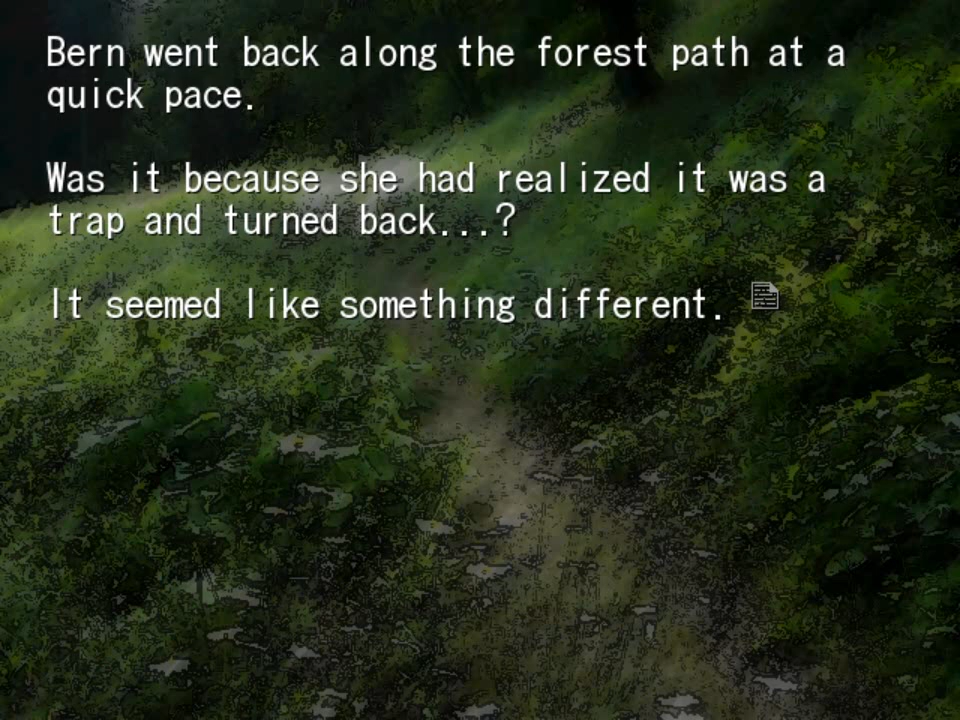 Bern went back along the forest path at a
quick pace.
Was it because she had realized it was a
trap and turned back...?
It seemed like something different.